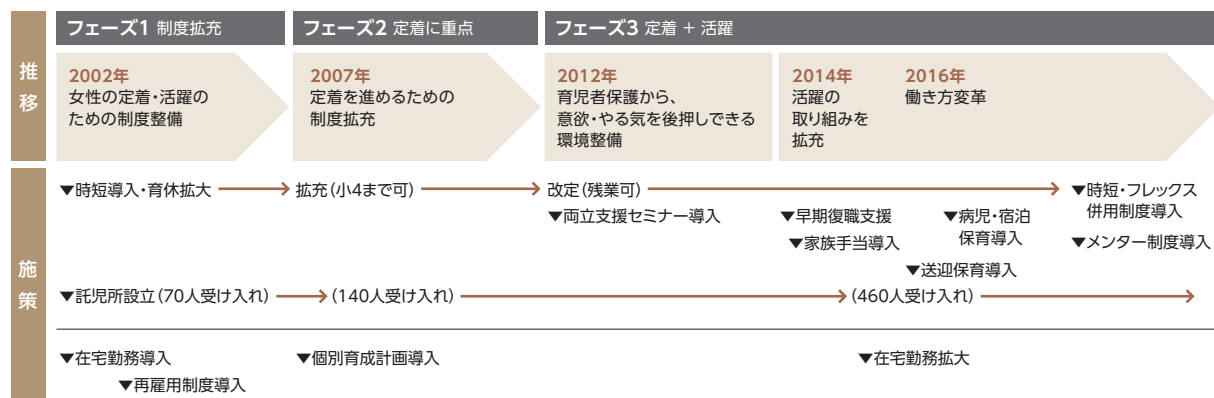 フェーズ1 制度拡充
フェーズ2 定着に重点
フェーズ3 定着 + 活躍
推移
2002年
女性の定着・活躍の
ための制度整備
2007年
定着を進めるための
制度拡充
2012年
育児者保護から、
意欲・やる気を後押しできる
環境整備
2014年
活躍の
取り組みを
拡充
2016年
働き方変革
施策
▼時短導入・育休拡大
拡充(小4まで可)
改定(残業可)
▼時短・フレックス
併用制度導入
▼両立支援セミナー導入
▼早期復職支援
▼病児・宿泊
保育導入
▼家族手当導入
▼メンター制度導入
▼送迎保育導入
▼託児所設立(70人受け入れ)
(140人受け入れ)
(460人受け入れ)
▼在宅勤務導入
▼個別育成計画導入
▼在宅勤務拡大
▼再雇用制度導入